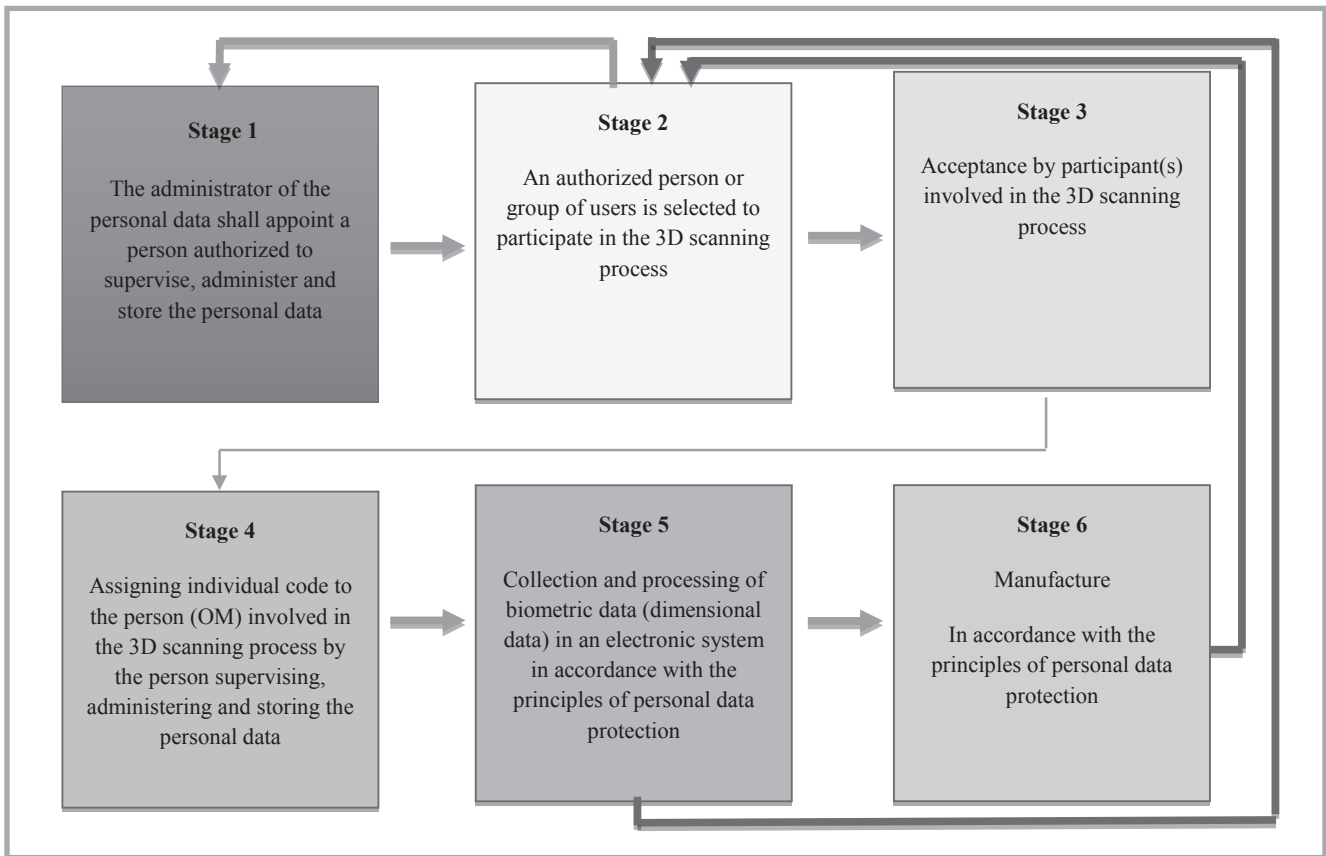 Stage 1
The administrator of the
personal data shall appoint a
person authorized to
supervise, administer and
store the personal data
Stage 2
An authorized person or
group of users is selected to
participate in the 3D scanning
process
Stage 3
Acceptance by participant(s)
involved in the 3D scanning
process
Stage 4
Assigning individual code to
the person (OM) involved in
the 3D scanning process by
the person supervising,
administering and storing the
personal data
Stage 5
Collection and processing of
biometric data (dimensional
data) in an electronic system
in accordance with the
principles of personal data
protection
Stage 6
Manufacture
In accordance with the
principles of personal data
protection